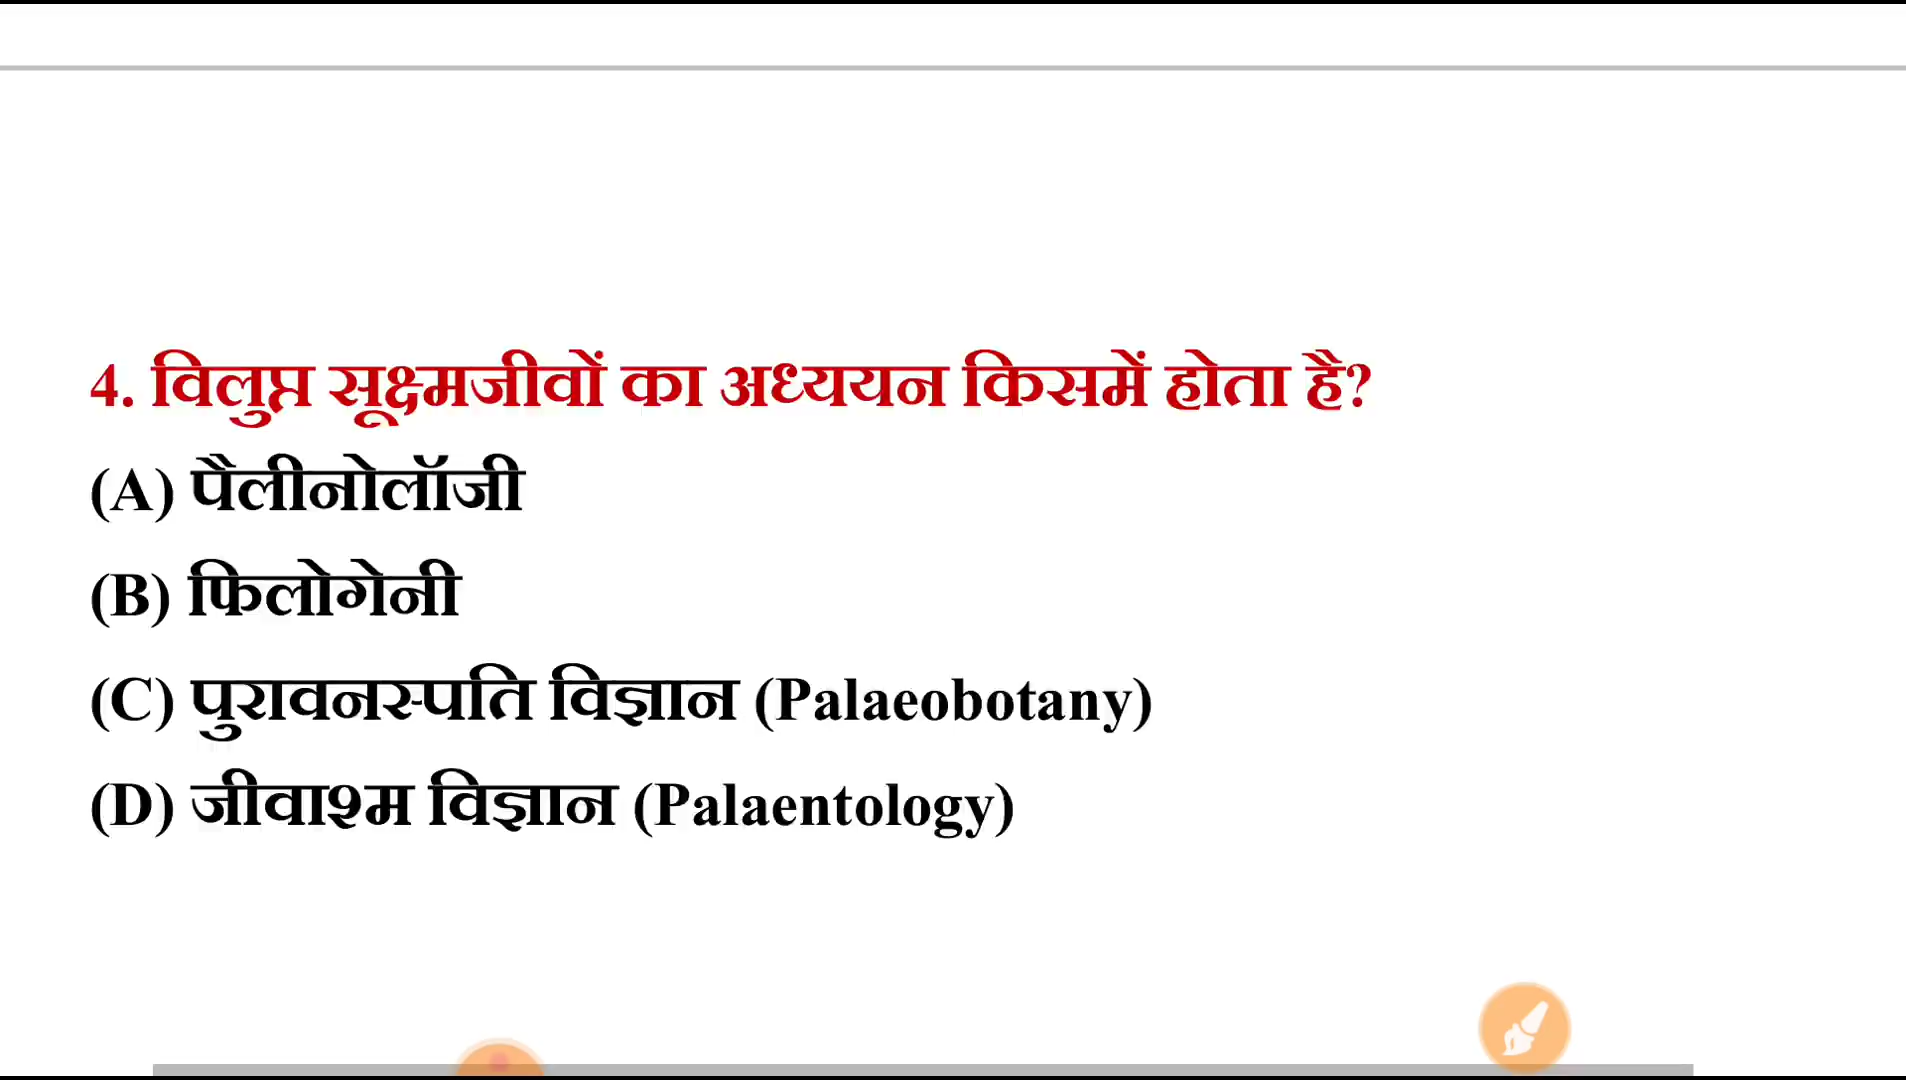 4. विलुप्त सूक्ष्मजीवों का अध्ययन किसमें होता है?
(A) पैलीनोलॉजी
(B) फिलोगेनी
(C) पुरावनस्पति विज्ञान (Palaeobotany)
(D) जीवाश्म विज्ञान (Palaentology)